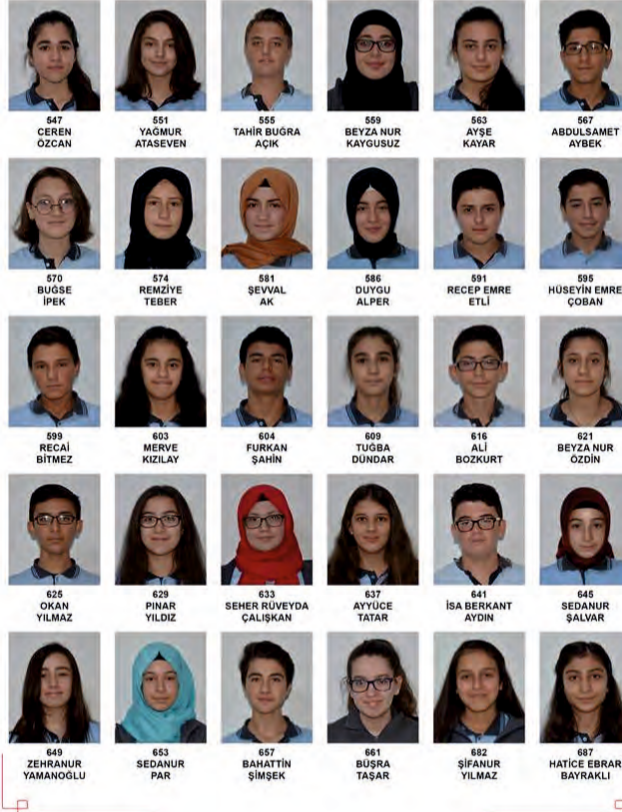 547 551 555 559 563 567
CEREN YAĞMUR TAHİR BUĞRA BEYZA NUR AYŞE ABDULSAMET
ÖZCAN ATASEVEN AÇIK KAYGUSUZ KAYAR AYBEK
570 574 581 586 591 595
BUĞSE REMZİYE ŞEVVAL DUYGU RECEP EMRE HÜSEYİN EMRE
İPEK TEBER AK ALPER ETLİ ÇOBAN
599 603 604 609 616 621
RECAİ MERVE FURKAN TUĞBA ALİ BEYZA NUR
BİTMEZ KIZILAY ŞAHİN DÜNDAR BOZKURT ÖZDİN
625 629 633 637 641 645
OKAN PINAR SEHER RÜVEYDA AYYÜCE İSA BERKANT SEDANUR
YILMAZ YILDIZ ÇALIŞKAN TATAR AYDIN ŞALVAR
649 653 657 661 682 687
ZEHRANUR SEDANUR BAHATTİN BÜŞRA ŞİFANUR HATİCE EBRAR
YAMANOĞLU PAR ŞİMŞEK TAŞAR YILMAZ BAYRAKLI